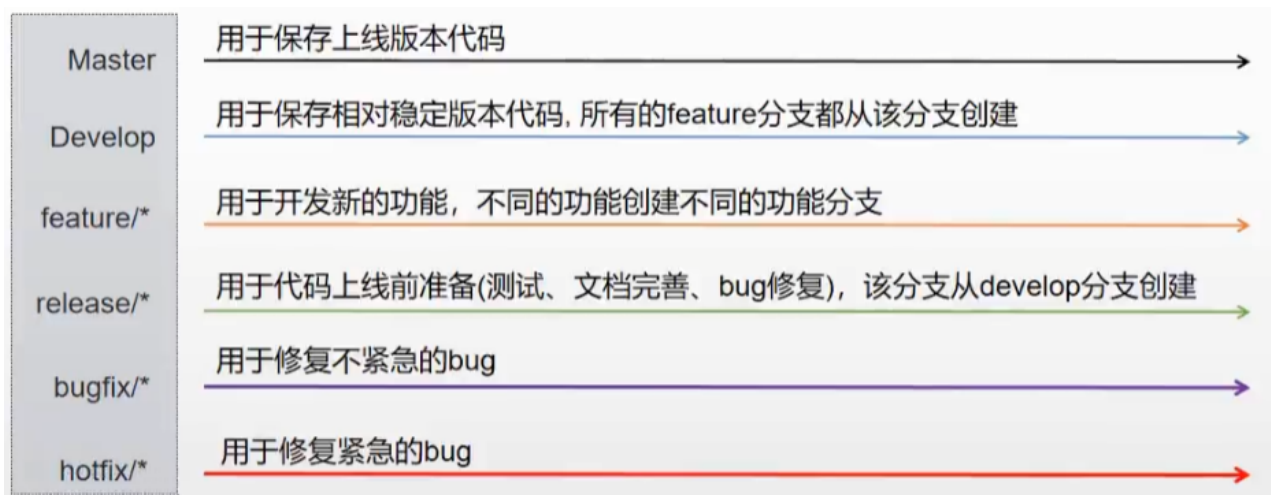 Master
用于保存上线版本代码
Develop
用于保存相对稳定版本代码, 所有的feature分支都从该分支创建
feature/*
用于开发新的功能，不同的功能创建不同的功能分支
release/*
用于代码上线前准备(测试、文档完善、bug修复)，该分支从develop分支创建
bugfix/*
用于修复不紧急的bug
hotfix/*
用于修复紧急的bug